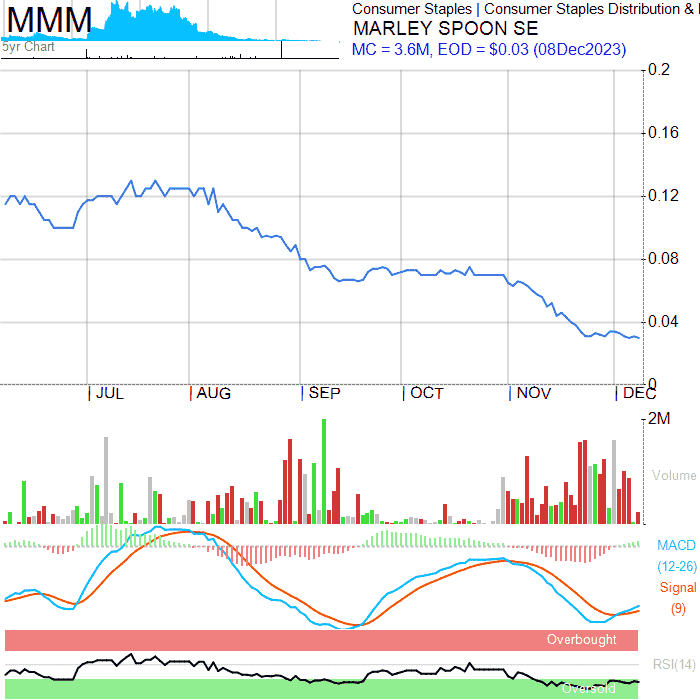 MMM
5yr Chart
Consumer Staples | Consumer Staples Distribution &
MARLEY SPOON SE
MC = 3.6M, EOD = $0.03 (08Dec2023)
0.2
0.16
0.12
0.08
0.04
0
JUL AUG SEP OCT NOV DEC
2M
Volume
MACD
(12-26)
Signal
(9)
Overbought
RSI(14)
Oversold